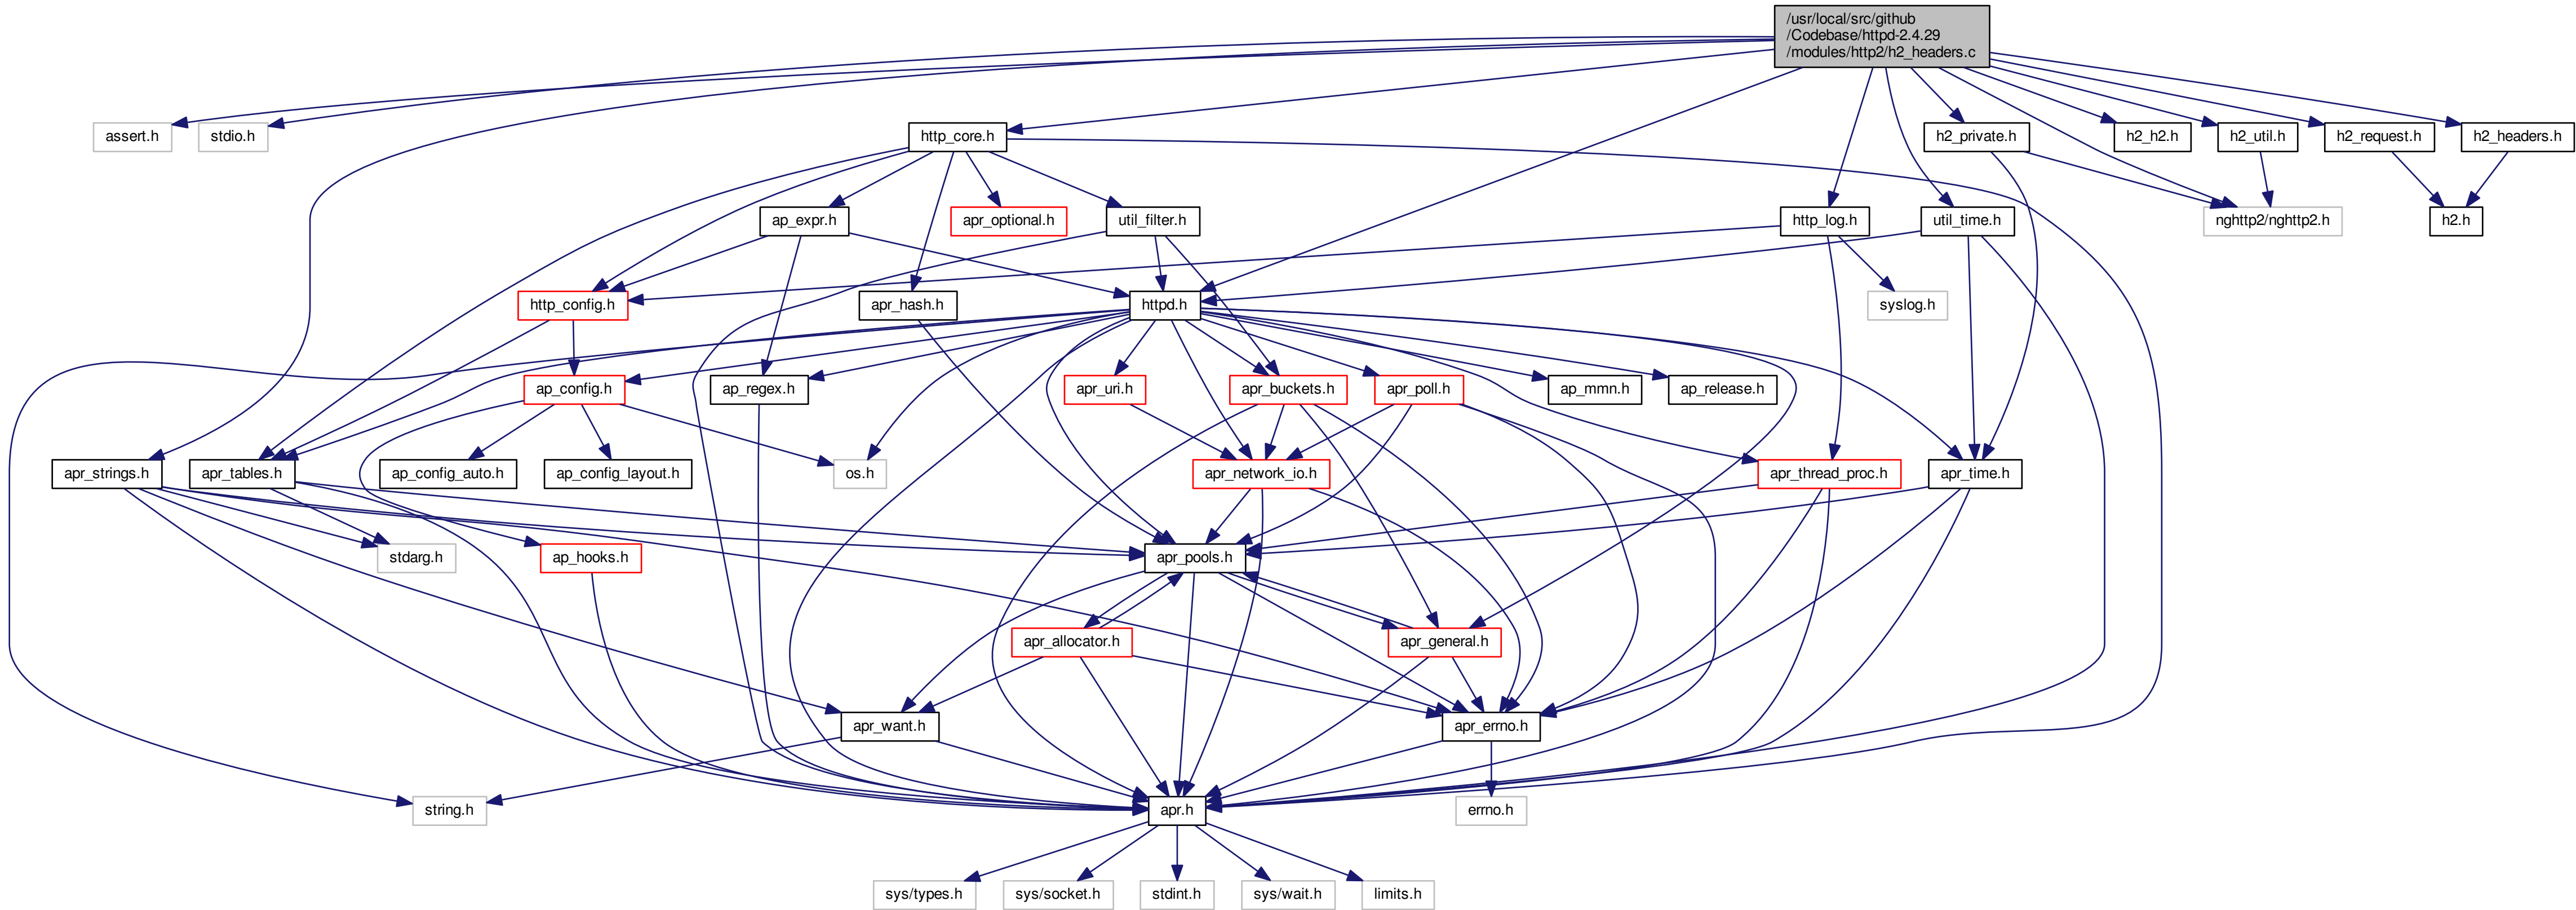 /usr/local/src/github
/Codebase/httpd-2.4.29
/modules/http2/h2_headers.c
assert.h
stdio.h
http_core.h
h2_private.h
h2_h2.h
h2_util.h
h2_request.h
h2_headers.h
ap_expr.h
apr_optional.h
util_filter.h
http_log.h
util_time.h
nghttp2/nghttp2.h
h2.h
http_config.h
apr_hash.h
httpd.h
syslog.h
ap_config.h
ap_regex.h
apr_uri.h
apr_buckets.h
apr_poll.h
ap_mmn.h
ap_release.h
apr_strings.h
apr_tables.h
ap_config_auto.h
ap_config_layout.h
os.h
apr_network_io.h
apr_thread_proc.h
apr_time.h
stdarg.h
ap_hooks.h
apr_pools.h
apr_allocator.h
apr_general.h
apr_want.h
apr_errno.h
string.h
apr.h
errno.h
sys/types.h
sys/socket.h
stdint.h
sys/wait.h
limits.h